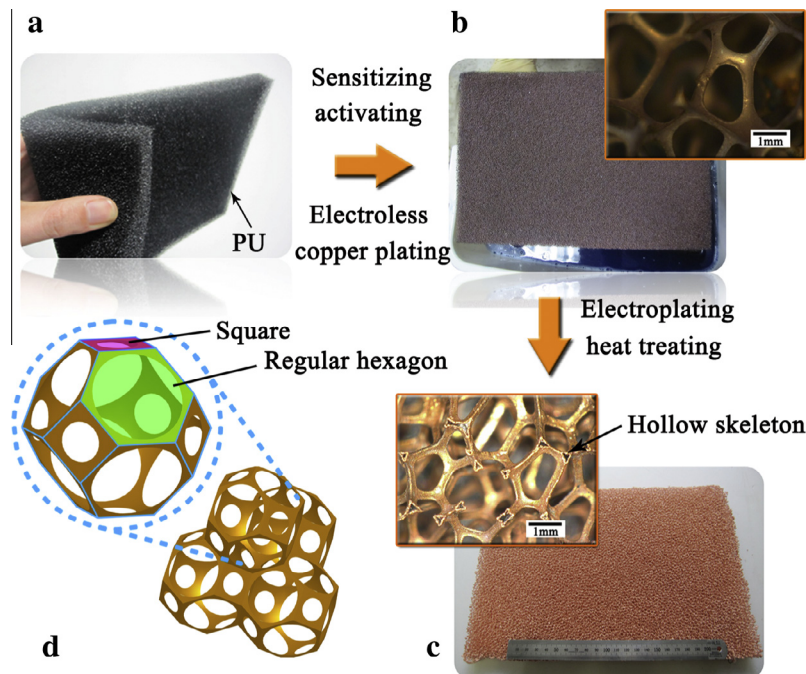 a
b
Sensitizing
activating
1mm
PU
Electroless
copper plating
Square
Regular hexagon
Electroplating
heat treating
Hollow skeleton
1mm
d
c